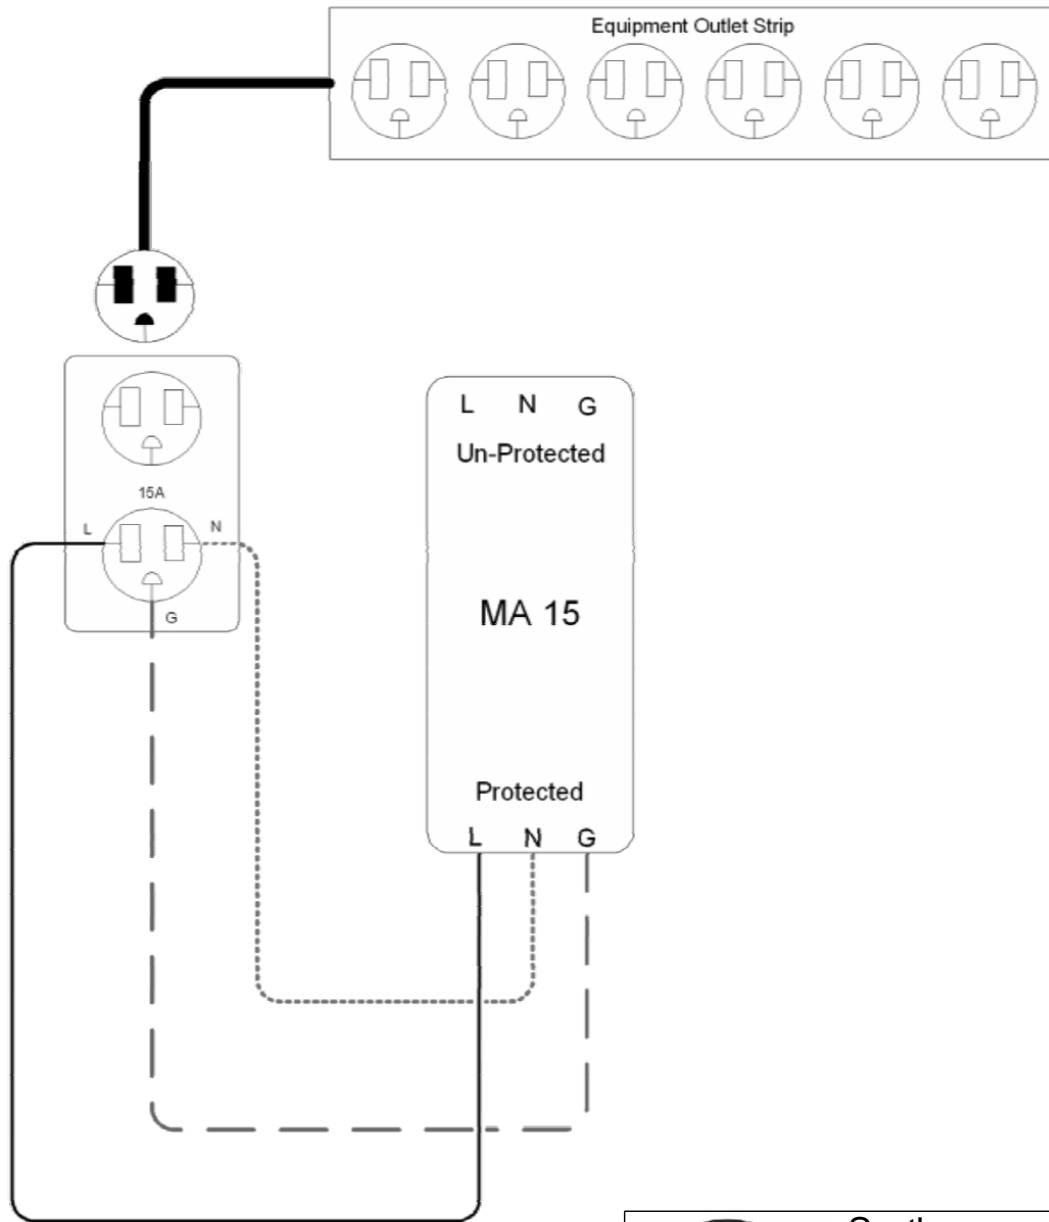 Equipment Outlet Strip
L N G
Un-Protected
15A
L N
G
MA 15
Protected
L N G